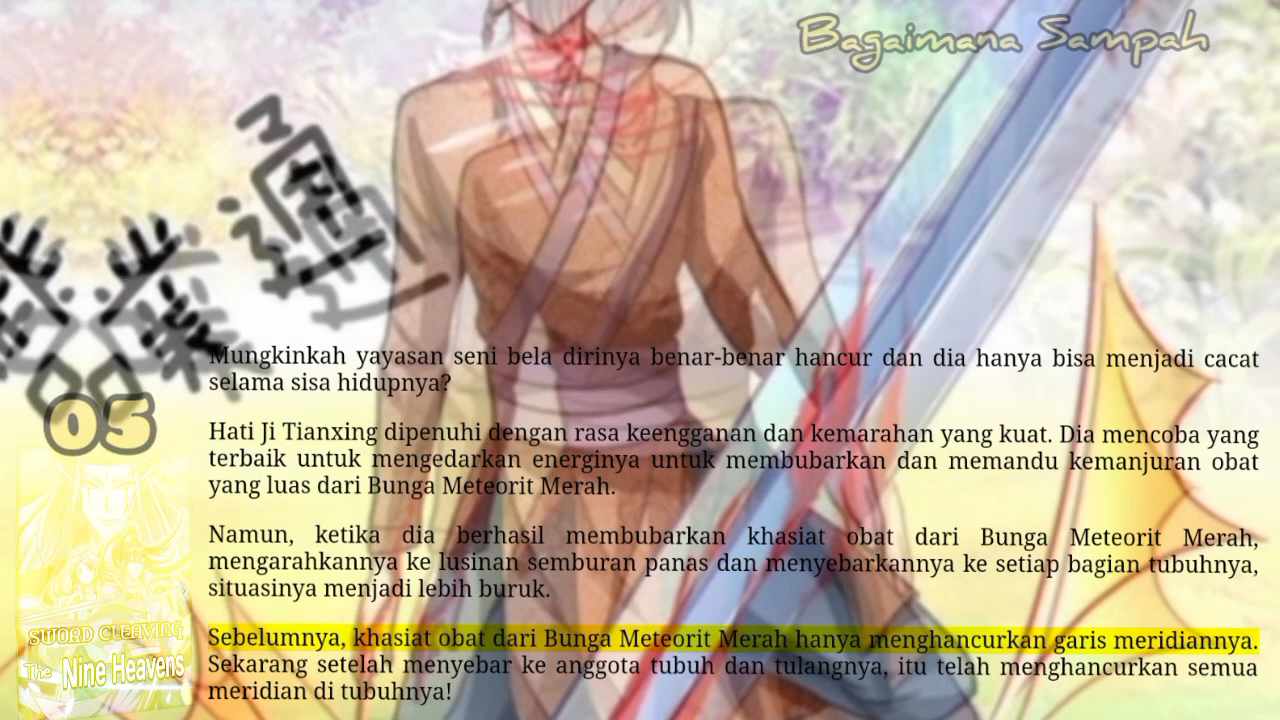 Bagaimana Sampah
Mungkinkah yayasan seni bela dirinya benar-benar hancur dan dia hanya bisa menjadi cacat
selama sisa hidupnya?
Hati Ji Tianxing dipenuhi dengan rasa keengganan dan kemarahan yang kuat. Dia mencoba yang
terbaik untuk mengedarkan energinya untuk membubarkan dan memandu kemanjuran obat
yang luas dari Bunga Meteorit Merah.
Namun, ketika dia berhasil membubarkan khasiat obat dari Bunga Meteorit Merah,
mengarahkannya ke lusinan semburan panas dan menyebarkannya ke setiap bagian tubuhnya,
situasinya menjadi lebih buruk.
Sebelumnya, khasiat obat dari Bunga Meteorit Merah hanya menghancurkan garis meridiannya.
Sekarang setelah menyebar ke anggota tubuh dan tulangnya, itu telah menghancurkan semua
meridian di tubuhnya!
05
SWORD CLEAVING
The Nine Heavens